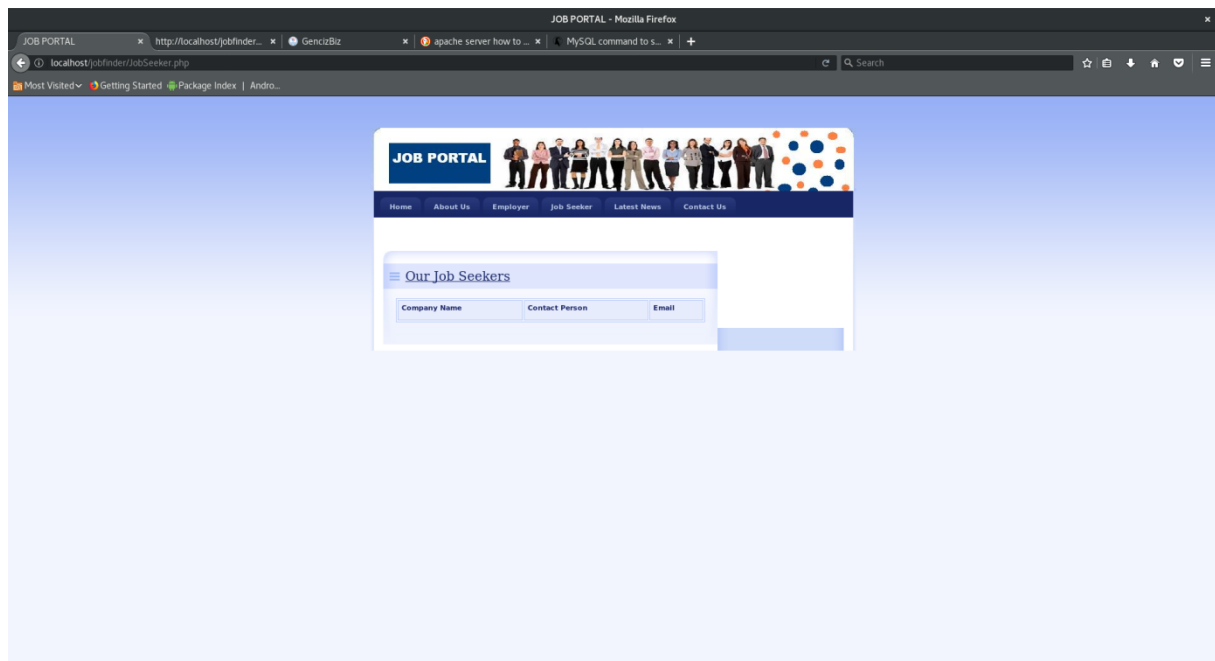 JOB PORTAL - Mozilla Firefox
JOB PORTAL http://localhost/jobfinder... GencizBiz apache server how to ... MySQL command to s...
localhost/jobfinder/JobSeeker.php Search
Most Visited Getting Started Package Index | Andro...
JOB PORTAL
Home About Us Employer Job Seeker Latest News Contact Us
Our Job Seekers
Company Name Contact Person Email